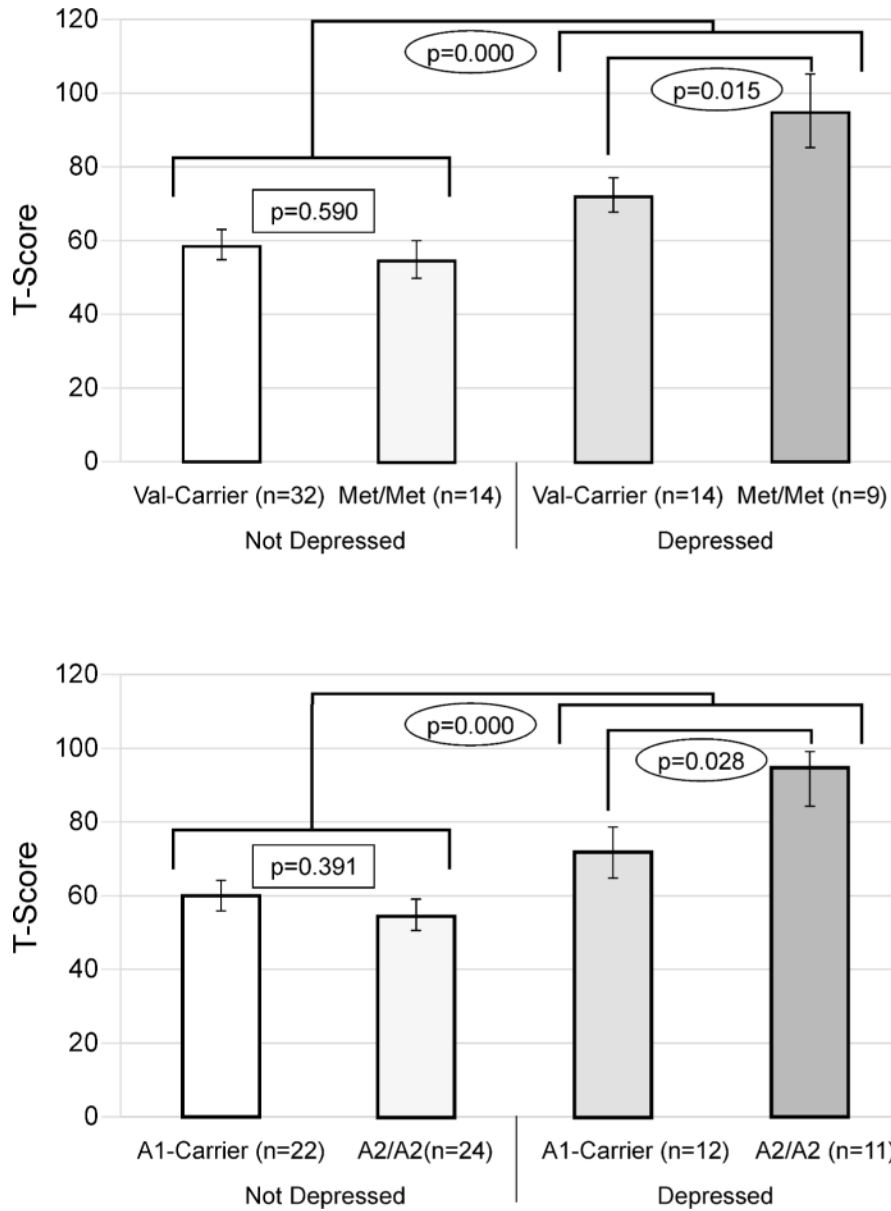 120
100
80
60
40
20
0
T-Score
p=0.000
p=0.015
p=0.590
Val-Carrier (n=32) Met/Met (n=14) Val-Carrier (n=14) Met/Met (n=9)
Not Depressed Depressed
120
100
80
60
40
20
0
T-Score
p=0.000
p=0.028
p=0.391
A1-Carrier (n=22) A2/A2(n=24) A1-Carrier (n=12) A2/A2 (n=11)
Not Depressed Depressed